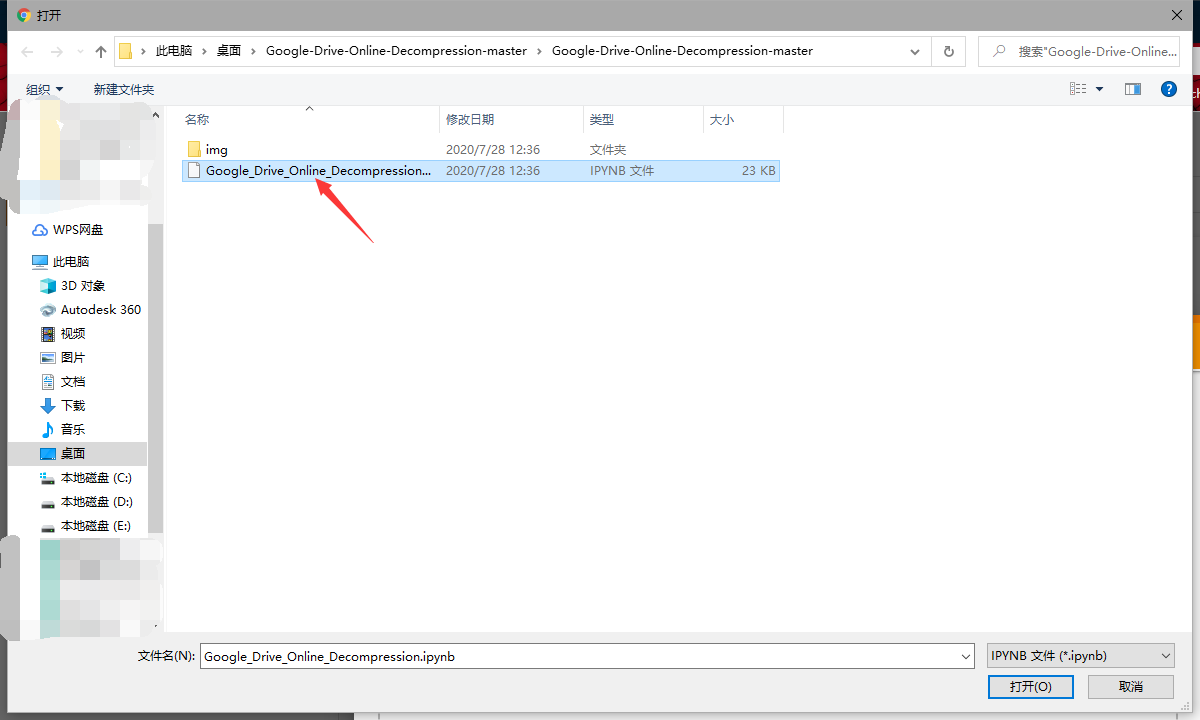 打开
此电脑 › 桌面 › Google-Drive-Online-Decompression-master › Google-Drive-Online-Decompression-master
搜索"Google-Drive-Online...
组织 新建文件夹
名称 修改日期 类型 大小
img 2020/7/28 12:36 文件夹
Google_Drive_Online_Decompression... 2020/7/28 12:36 IPYNB 文件 23 KB
WPS网盘
此电脑
3D 对象
Autodesk 360
视频
图片
文档
下载
音乐
桌面
本地磁盘 (C:)
本地磁盘 (D:)
本地磁盘 (E:)
文件名(N): Google_Drive_Online_Decompression.ipynb IPYNB 文件 (*.ipynb)
打开(O) 取消